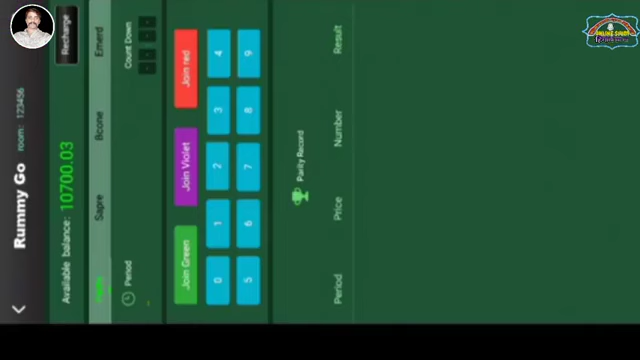 Rummy Go room: 123456
Available balance: 10700.03 Recharge
Sapre Bcone Emerd
Period Count Down
Join Green Join Violet Join red
0 1 2 3 4
5 6 7 8 9
Parity Record
Period Price Number Result